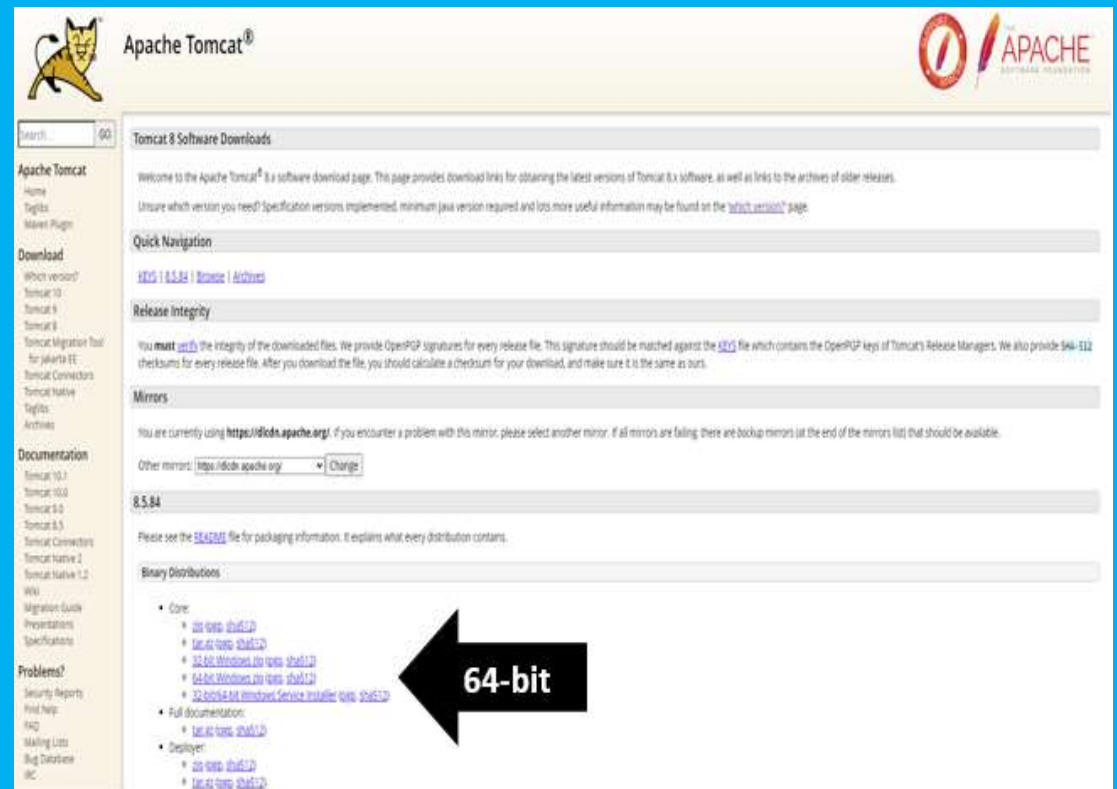 Apache Tomcat®
THE
APACHE
SOFTWARE FOUNDATION
Search... GO
Apache Tomcat
Home
Taglibs
Maven Plugin
Download
Which version?
Tomcat 10
Tomcat 9
Tomcat 8
Tomcat Migration Tool
for Jakarta EE
Tomcat Connectors
Tomcat Native
Taglibs
Archives
Documentation
Tomcat 10.1
Tomcat 10.0
Tomcat 9.0
Tomcat 8.5
Tomcat Connectors
Tomcat Native 2
Tomcat Native 1.2
Wiki
Migration Guide
Presentations
Specifications
Problems?
Security Reports
Find help
FAQ
Mailing Lists
Bug Database
IRC
Tomcat 8 Software Downloads
Welcome to the Apache Tomcat® 8.x software download page. This page provides download links for obtaining the latest versions of Tomcat 8.x software, as well as links to the archives of older releases.
Unsure which version you need? Specification versions implemented, minimum Java version required and lots more useful information may be found on the 'which version?' page.
Quick Navigation
KEYS | 8.5.84 | Browse | Archives
Release Integrity
You must verify the integrity of the downloaded files. We provide OpenPGP signatures for every release file. This signature should be matched against the KEYS file which contains the OpenPGP keys of Tomcat's Release Managers. We also provide SHA-512
checksums for every release file. After you download the file, you should calculate a checksum for your download, and make sure it is the same as ours.
Mirrors
You are currently using https://dlcdn.apache.org/. If you encounter a problem with this mirror, please select another mirror. If all mirrors are failing, there are backup mirrors (at the end of the mirrors list) that should be available.
Other mirrors: https://dlcdn.apache.org/ Change
8.5.84
Please see the README file for packaging information. It explains what every distribution contains.
Binary Distributions
Core:
zip (pgp, sha512)
tar.gz (pgp, sha512)
32-bit Windows zip (pgp, sha512)
64-bit Windows zip (pgp, sha512)
32-bit/64-bit Windows Service Installer (pgp, sha512)
64-bit
Full documentation:
tar.gz (pgp, sha512)
Deployer:
zip (pgp, sha512)
tar.gz (pgp, sha512)